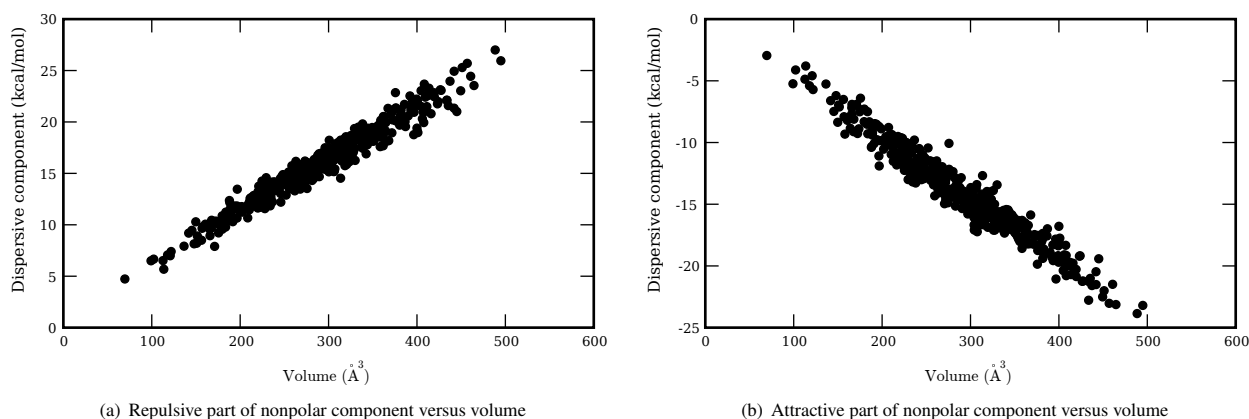 30
25
20
15
10
5
0
0 100 200 300 400 500 600
Dispersive component (kcal/mol)
Volume (Å³)
(a) Repulsive part of nonpolar component versus volume
0
-5
-10
-15
-20
-25
0 100 200 300 400 500 600
Dispersive component (kcal/mol)
Volume (Å³)
(b) Attractive part of nonpolar component versus volume